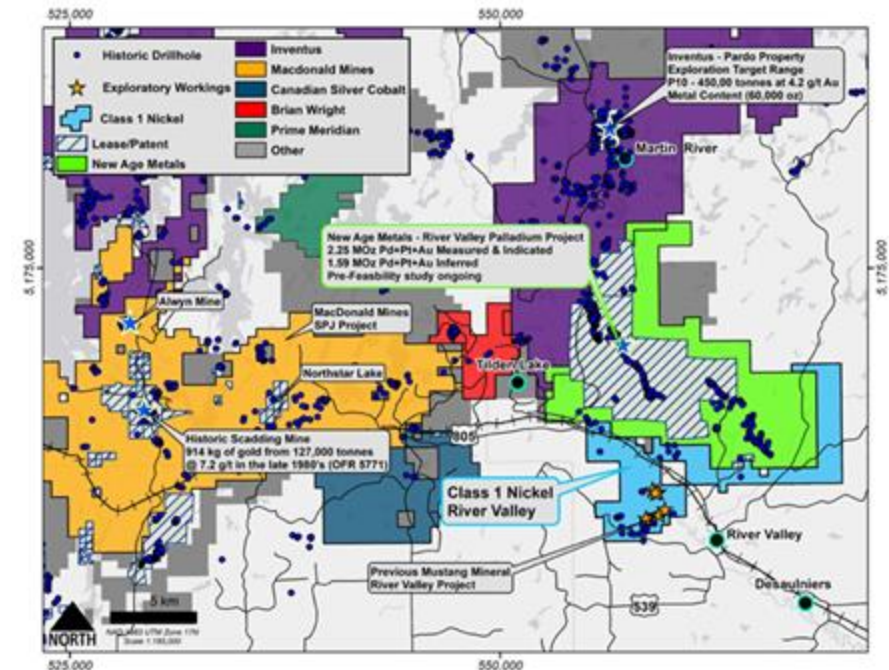 525,000
550,000
Historic Drillhole
Exploratory Workings
Class 1 Nickel
Lease/Patent
New Age Metals
Inventus
Macdonald Mines
Canadian Silver Cobalt
Brian Wright
Prime Meridian
Other
Inventus - Pardo Property
Exploration Target Range
P10 - 450,00 tonnes at 4.2 g/t Au
Metal Content (60,000 oz)
Martin River
New Age Metals - River Valley Palladium Project
2.25 MOz Pd+Pt+Au Measured & Indicated
1.59 MOz Pd+Pt+Au Inferred
Pre-Feasbility study ongoing
5,175,000
5,175,000
Alwyn Mine
MacDonald Mines
SPJ Project
Tilden Lake
Northstar Lake
Historic Scadding Mine
914 kg of gold from 127,000 tonnes
@ 7.2 g/t in the late 1980's (OFR 5771)
805
Class 1 Nickel
River Valley
River Valley
Previous Mustang Mineral
River Valley Project
Desaulniers
539
5 km
NORTH
Scale 1:185,000
525,000
550,000